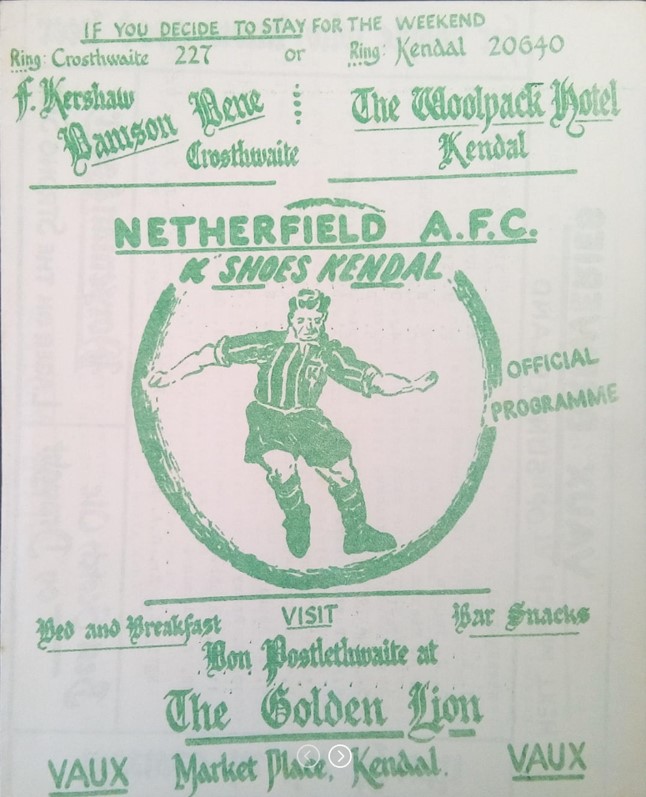 IF YOU DECIDE TO STAY FOR THE WEEKEND
Ring: Crosthwaite 227 or Ring: Kendal 20640
F. Kershaw
Damson Dene
Crosthwaite
The Woolpack Hotel
Kendal
NETHERFIELD A.F.C.
K SHOES KENDAL
K
OFFICIAL
PROGRAMME
Bed and Breakfast VISIT Bar Snacks
Don Postlethwaite at
The Golden Lion
VAUX Market Place, Kendal. VAUX